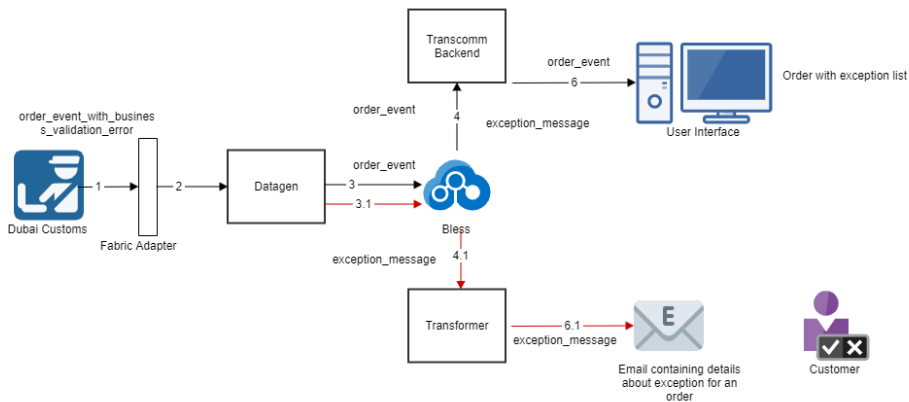 Transcomm
Backend
order_event
6
Order with exception list
User Interface
order_event
4
exception_message
order_event_with_busines
s_validation_error
1
2
Dubai Customs
Fabric Adapter
Datagen
order_event
3
3.1
Bless
exception_message
4.1
Transformer
6.1
exception_message
E
Email containing details
about exception for an
order
Customer